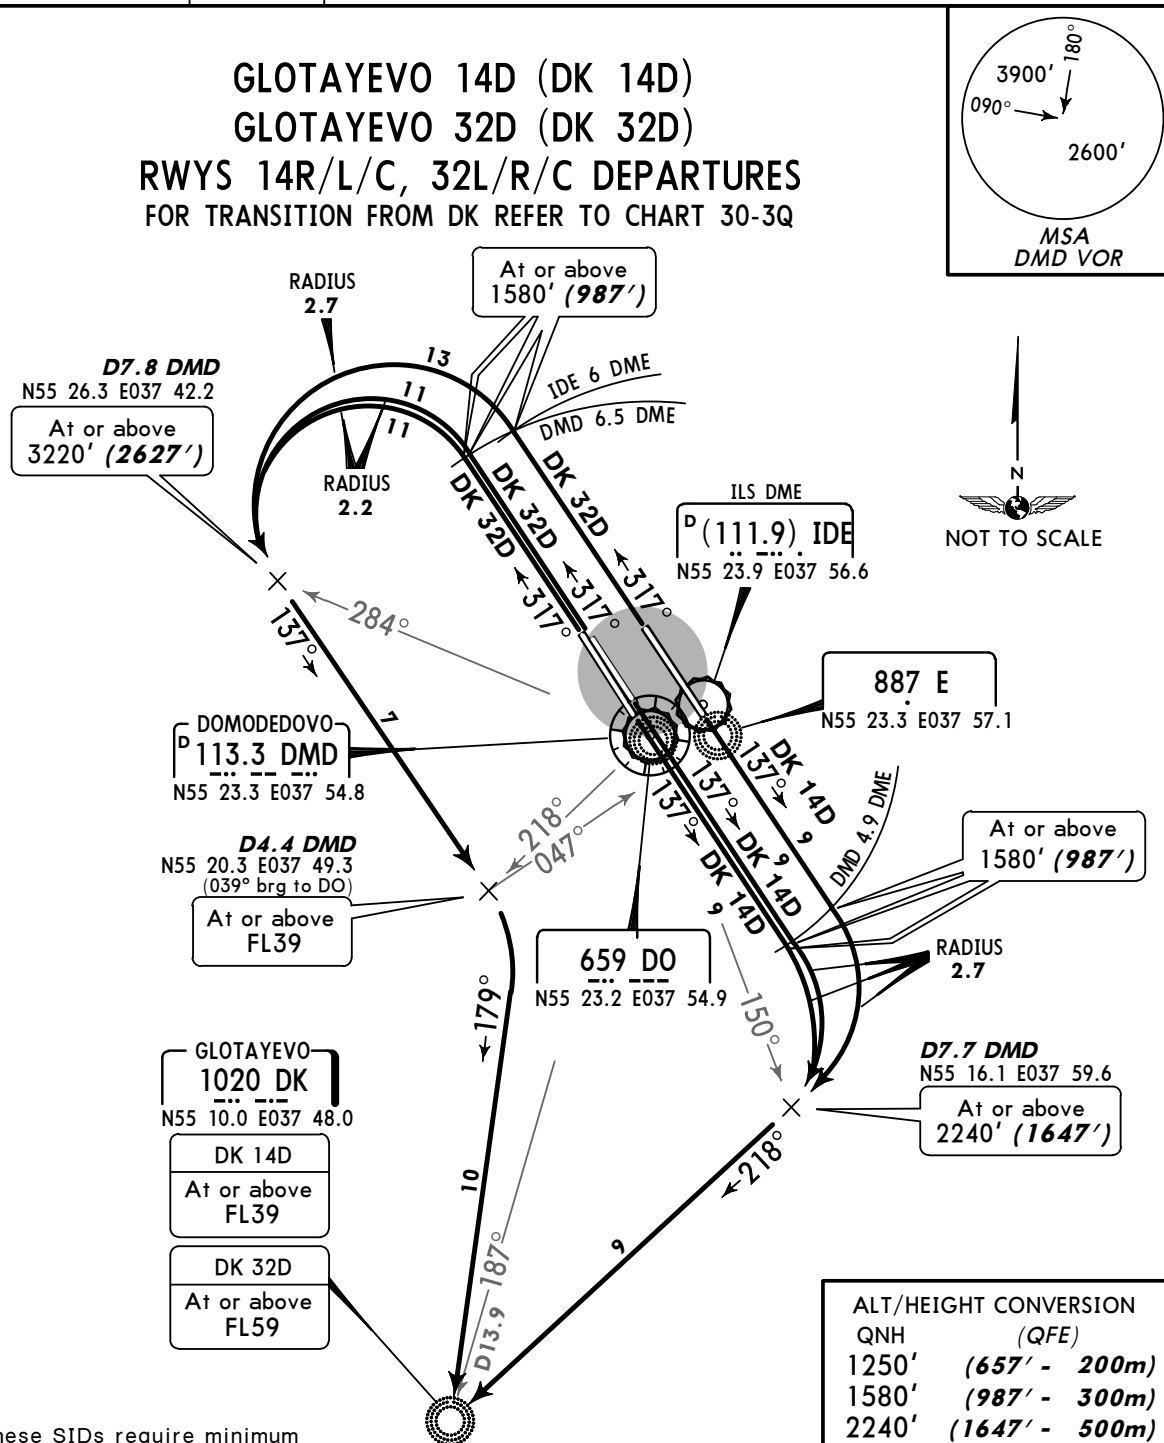 GLOTAYEVO 14D (DK 14D)
GLOTAYEVO 32D (DK 32D)
RWYS 14R/L/C, 32L/R/C DEPARTURES
FOR TRANSITION FROM DK REFER TO CHART 30-3Q
180°
3900'
090°
2600'
MSA
DMD VOR
At or above
1580' (987')
RADIUS
2.7
13
11
11
IDE 6 DME
DMD 6.5 DME
D7.8 DMD
N55 26.3 E037 42.2
At or above
3220' (2627')
RADIUS
2.2
DK 32D
DK 32D
DK 32D
N
NOT TO SCALE
ILS DME
D (111.9) IDE
N55 23.9 E037 56.6
317°
317°
317°
284°
137°
7
887 E
N55 23.3 E037 57.1
DOMODEDOVO
D 113.3 DMD
N55 23.3 E037 54.8
137°
DK 14D
9
137°
DK 14D
9
137°
DK 14D
9
DMD 4.9 DME
218°
047°
At or above
1580' (987')
D4.4 DMD
N55 20.3 E037 49.3
(039° brg to DO)
At or above
FL39
659 DO
N55 23.2 E037 54.9
RADIUS
2.7
150°
179°
GLOTAYEVO
1020 DK
N55 10.0 E037 48.0
D7.7 DMD
N55 16.1 E037 59.6
At or above
2240' (1647')
DK 14D
At or above
FL39
218°
10
9
187°
D13.9
DK 32D
At or above
FL59
ALT/HEIGHT CONVERSION
QNH (QFE)
1250' (657' - 200m)
1580' (987' - 300m)
2240' (1647' - 500m)
hese SIDs require minimum